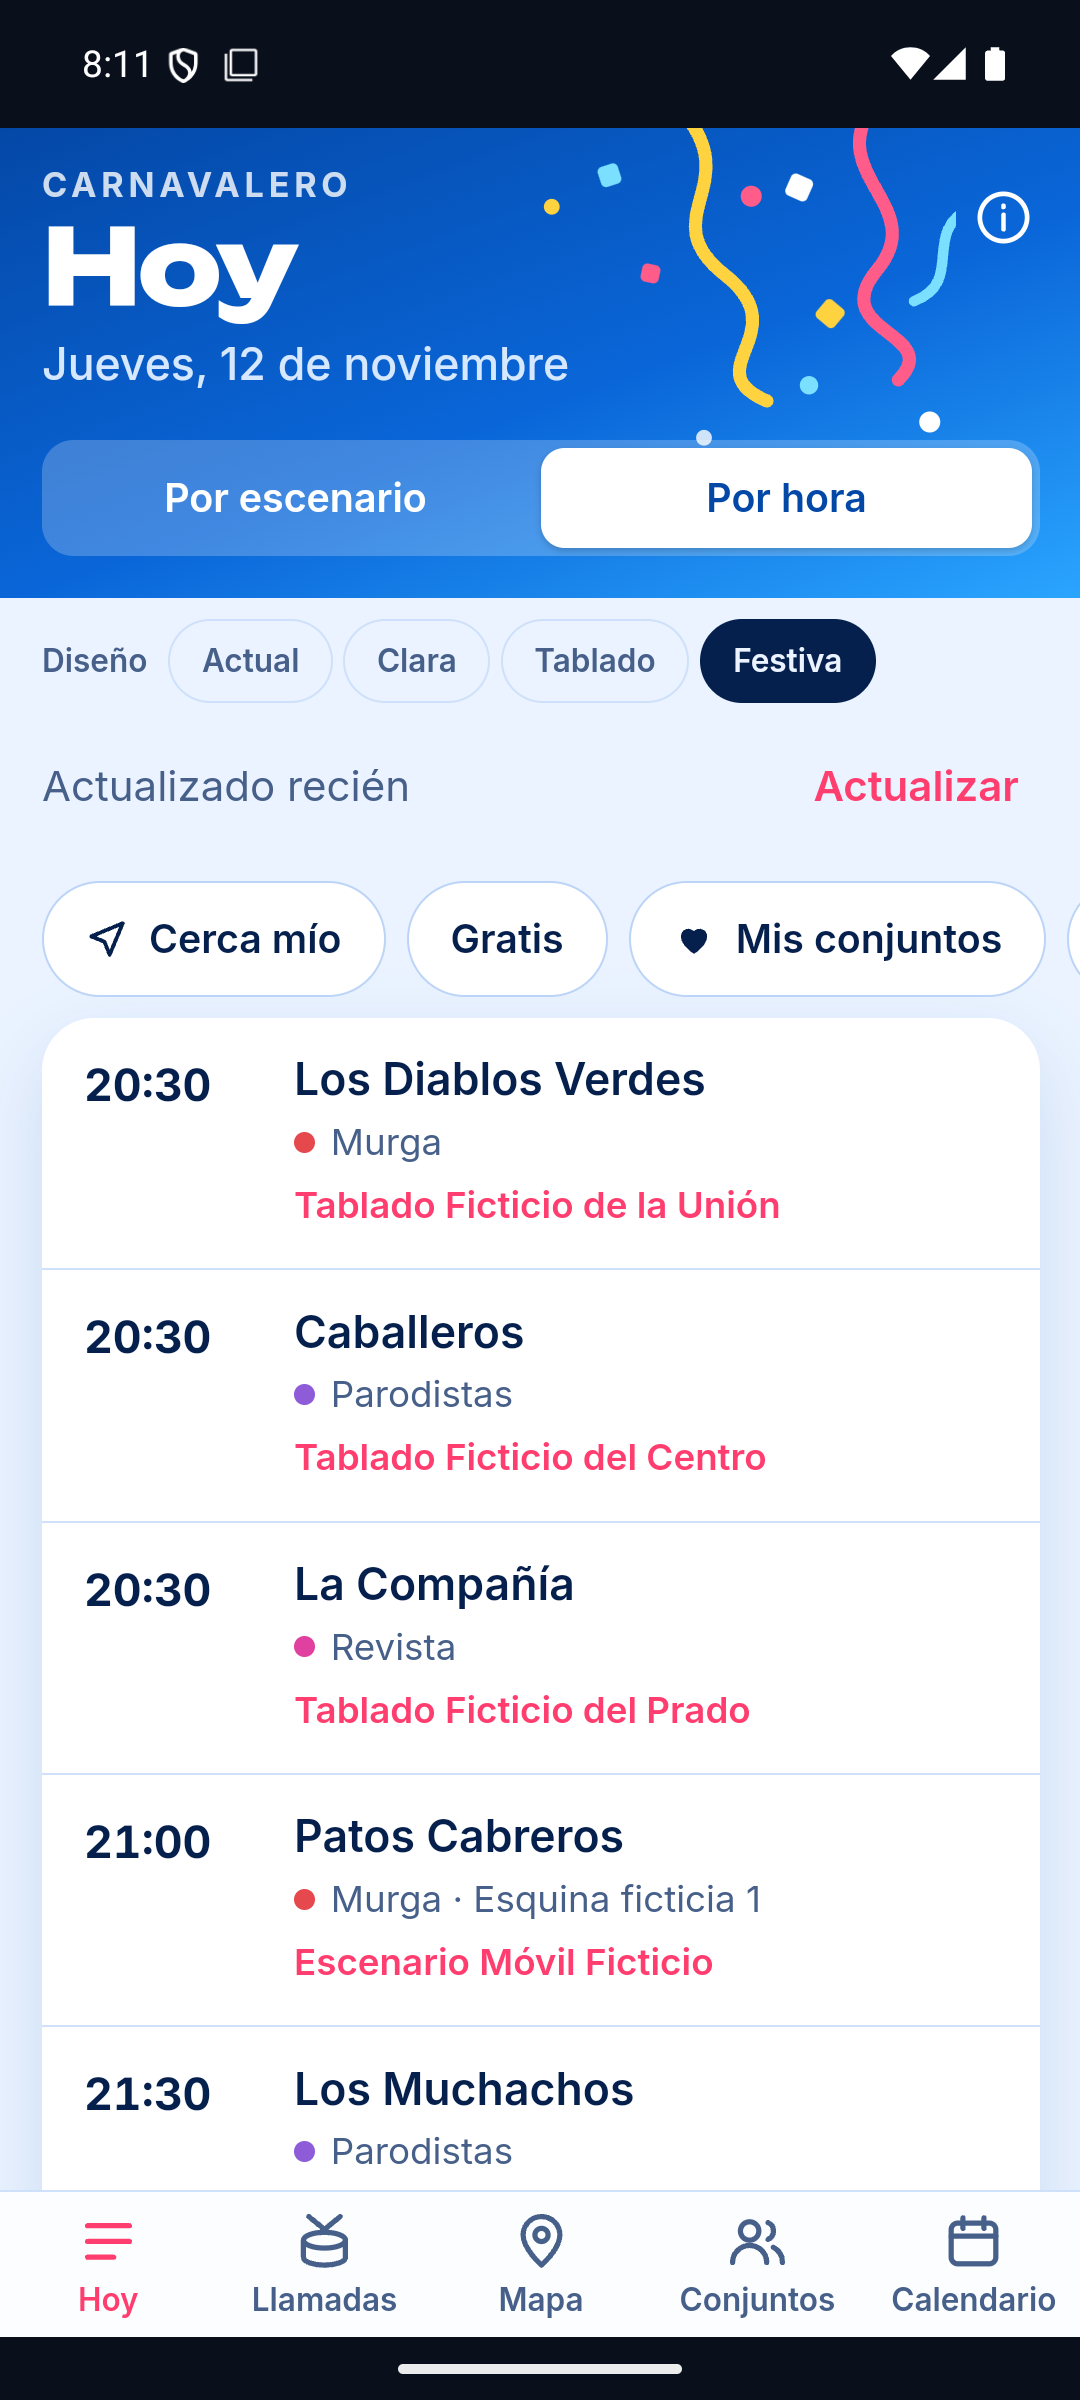 8:11
CARNAVALERO
Hoy
Jueves, 12 de noviembre
Por escenario
Por hora
Diseño
Actual
Clara
Tablado
Festiva
Actualizado recién
Actualizar
Cerca mío
Gratis
Mis conjuntos
20:30
Los Diablos Verdes
Murga
Tablado Ficticio de la Unión
20:30
Caballeros
Parodistas
Tablado Ficticio del Centro
20:30
La Compañía
Revista
Tablado Ficticio del Prado
21:00
Patos Cabreros
Murga · Esquina ficticia 1
Escenario Móvil Ficticio
21:30
Los Muchachos
Parodistas
Hoy
Llamadas
Mapa
Conjuntos
Calendario